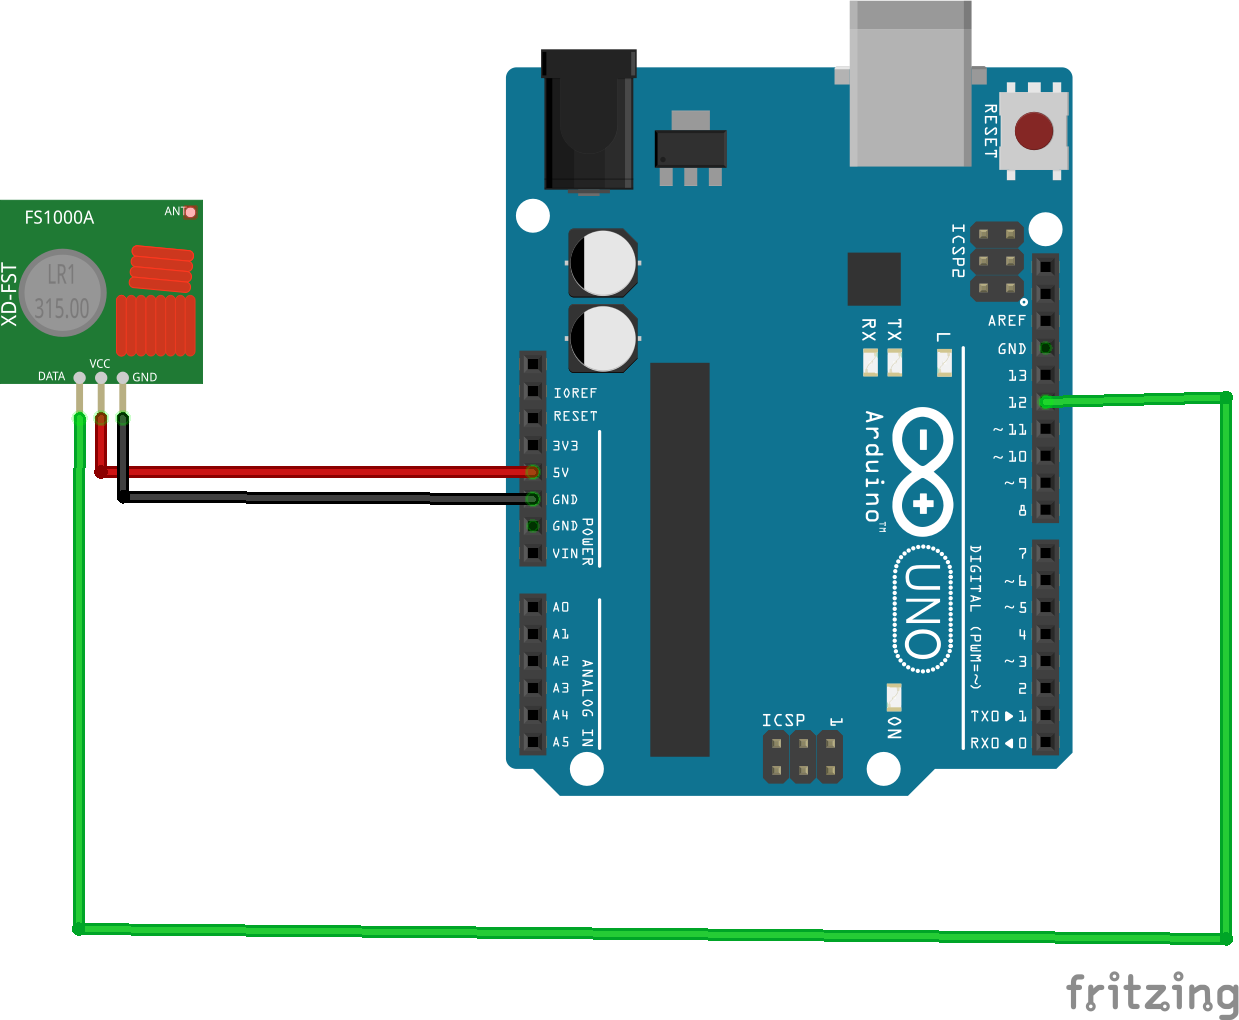 FS1000A
ANT
XD-FST
LR1
315.00
DATA
VCC
GND
RESET
ICSP2
RX
TX
L
AREF
GND
13
12
~11
~10
~9
8
7
~6
~5
4
~3
2
TX0▶1
RX0◀0
DIGITAL (PWM=~)
IOREF
RESET
3V3
5V
GND
GND
VIN
POWER
A0
A1
A2
A3
A4
A5
ANALOG IN
Arduino™
UNO
ON
ICSP
1
fritzing